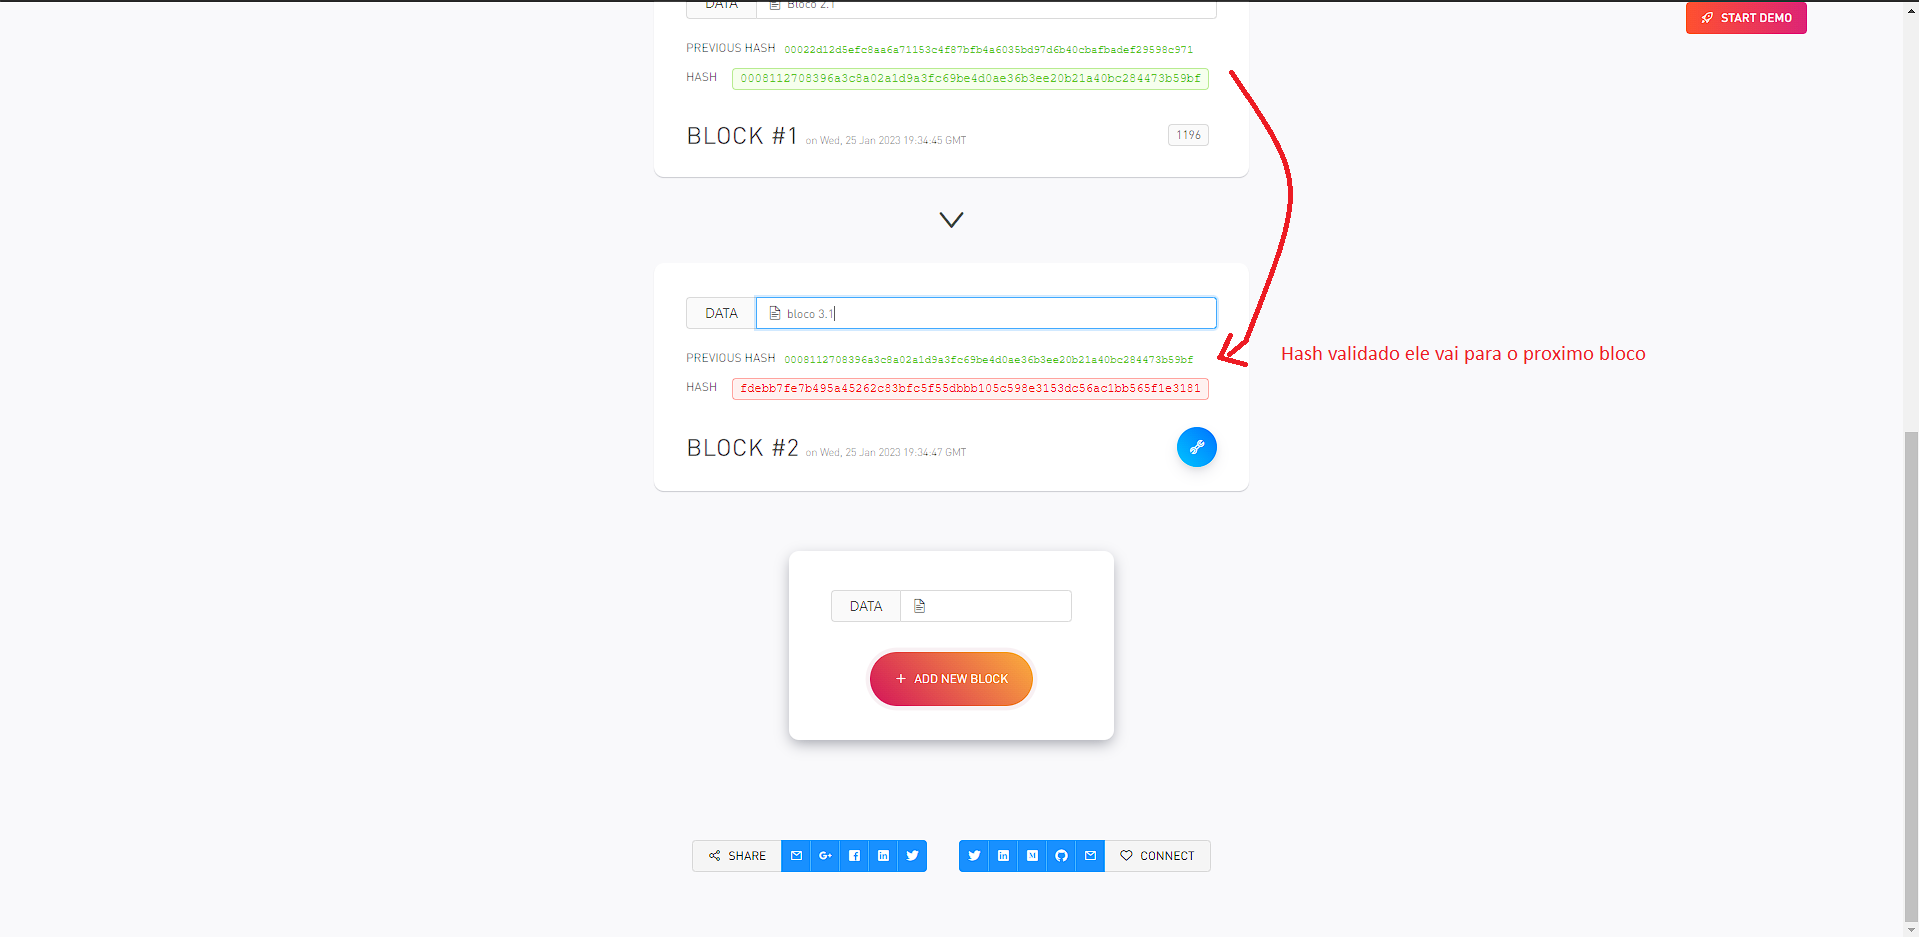 DATA Bloco 2.1
START DEMO
PREVIOUS HASH 00022d12d5efc8aa6a71153c4f87bfb4a6035bd97d6b40cbafbadef29598c971
HASH 0008112708396a3c8a02a1d9a3fc69be4d0ae36b3ee20b21a40bc284473b59bf
BLOCK #1 on Wed, 25 Jan 2023 19:34:45 GMT 1196
DATA bloco 3.1
PREVIOUS HASH 0008112708396a3c8a02a1d9a3fc69be4d0ae36b3ee20b21a40bc284473b59bf
Hash validado ele vai para o proximo bloco
HASH fdebb7fe7b495a45262c83bfc5f55dbbb105c598e3153dc56ac1bb565f1e3181
BLOCK #2 on Wed, 25 Jan 2023 19:34:47 GMT
DATA
+ ADD NEW BLOCK
SHARE
CONNECT